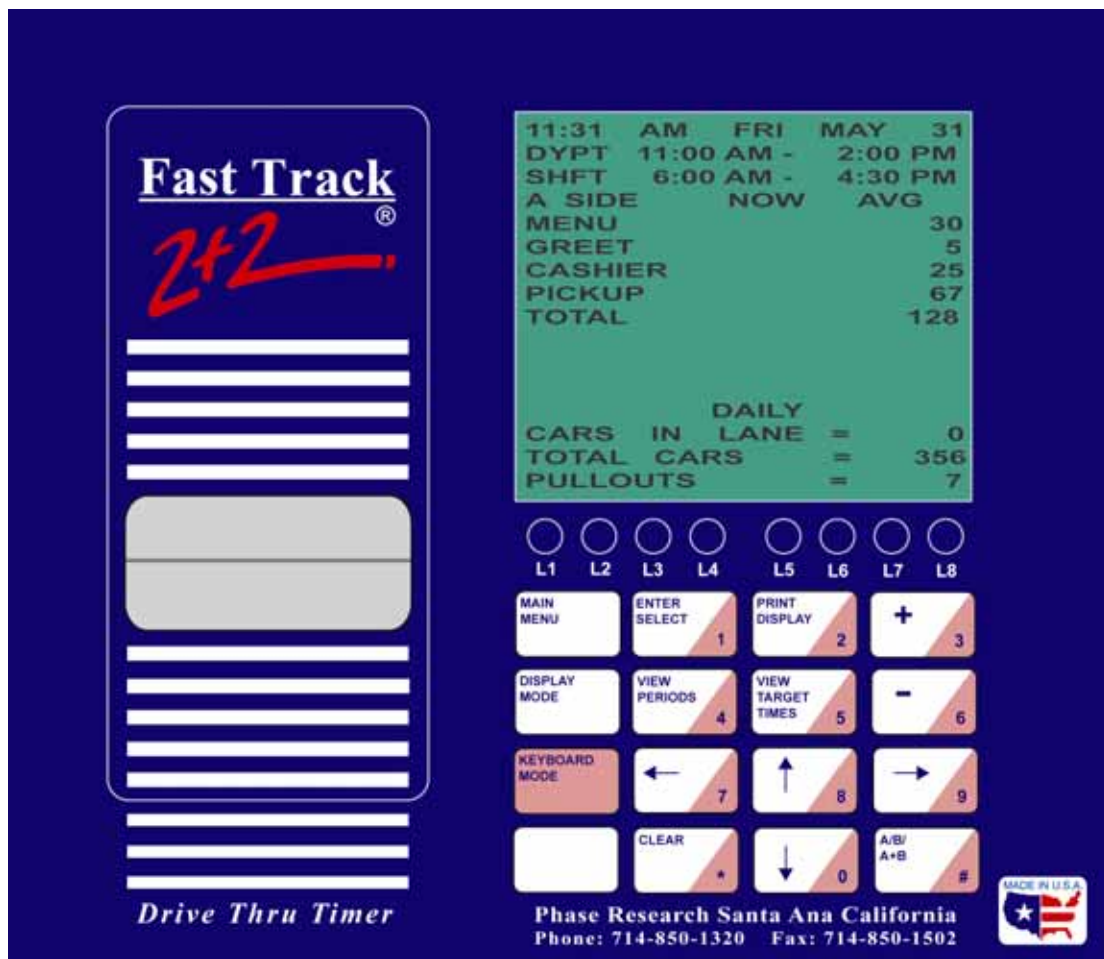 Fast Track
®
2+2
11:31 AM FRI MAY 31
DYPT 11:00 AM - 2:00 PM
SHFT 6:00 AM - 4:30 PM
A SIDE NOW AVG
MENU 30
GREET 5
CASHIER 25
PICKUP 67
TOTAL 128
DAILY
CARS IN LANE = 0
TOTAL CARS = 356
PULLOUTS = 7
L1 L2 L3 L4 L5 L6 L7 L8
MAIN MENU
ENTER SELECT 1
PRINT DISPLAY 2
+ 3
DISPLAY MODE
VIEW PERIODS 4
VIEW TARGET TIMES 5
- 6
KEYBOARD MODE
← 7
↑ 8
→ 9
CLEAR *
↓ 0
A/B/ A+B #
MADE IN U.S.A.
Drive Thru Timer
Phase Research Santa Ana California
Phone: 714-850-1320 Fax: 714-850-1502